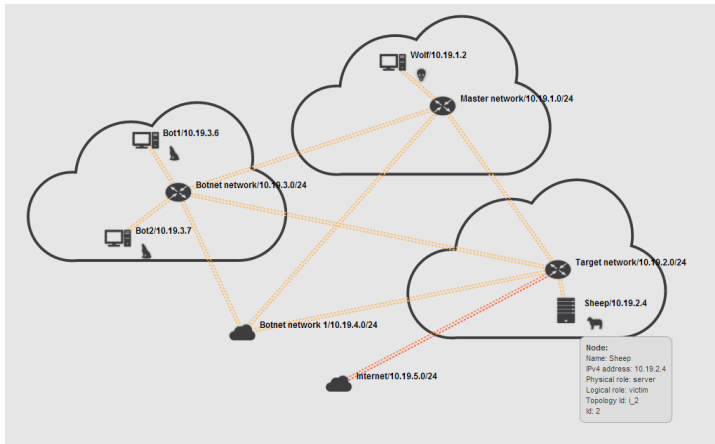 Wolf/10.19.1.2
Master network/10.19.1.0/24
Bot1/10.19.3.6
Botnet network/10.19.3.0/24
Bot2/10.19.3.7
Target network/10.19.2.0/24
Sheep/10.19.2.4
Botnet network 1/10.19.4.0/24
Internet/10.19.5.0/24
Node:
Name: Sheep
IPv4 address: 10.19.2.4
Physical role: server
Logical role: victim
Topology Id: i_2
Id: 2